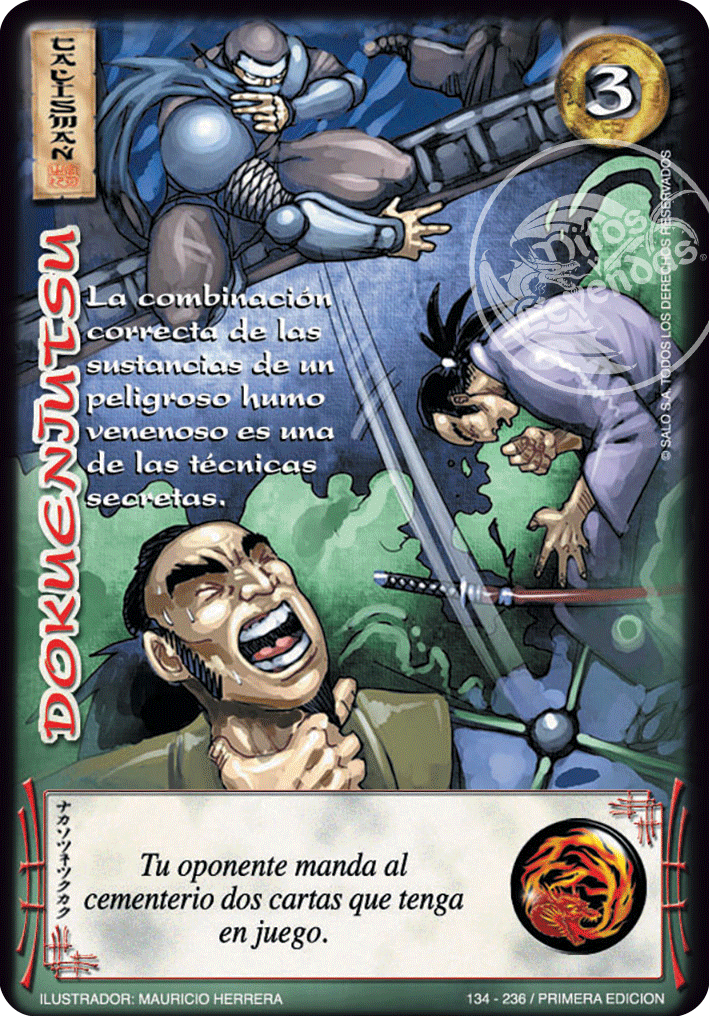 TALISMAN
3
Mitos
Leyendas®
© SALO S.A. TODOS LOS DERECHOS RESERVADOS
DOKUENJUTSU
La combinación
correcta de las
sustancias de un
peligroso humo
venenoso es una
de las técnicas
secretas.
ナカソツネツクカク
Tu oponente manda al
cementerio dos cartas que tenga
en juego.
ILUSTRADOR: MAURICIO HERRERA
134 - 236 / PRIMERA EDICION